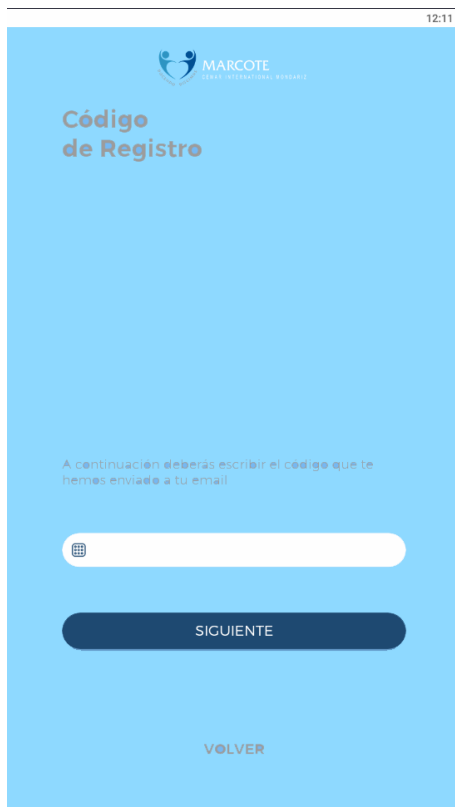 12:11
MARCOTE
Código
de Registro
A continuación deberás escribir el código que te
hemos enviado a tu email
SIGUIENTE
VOLVER